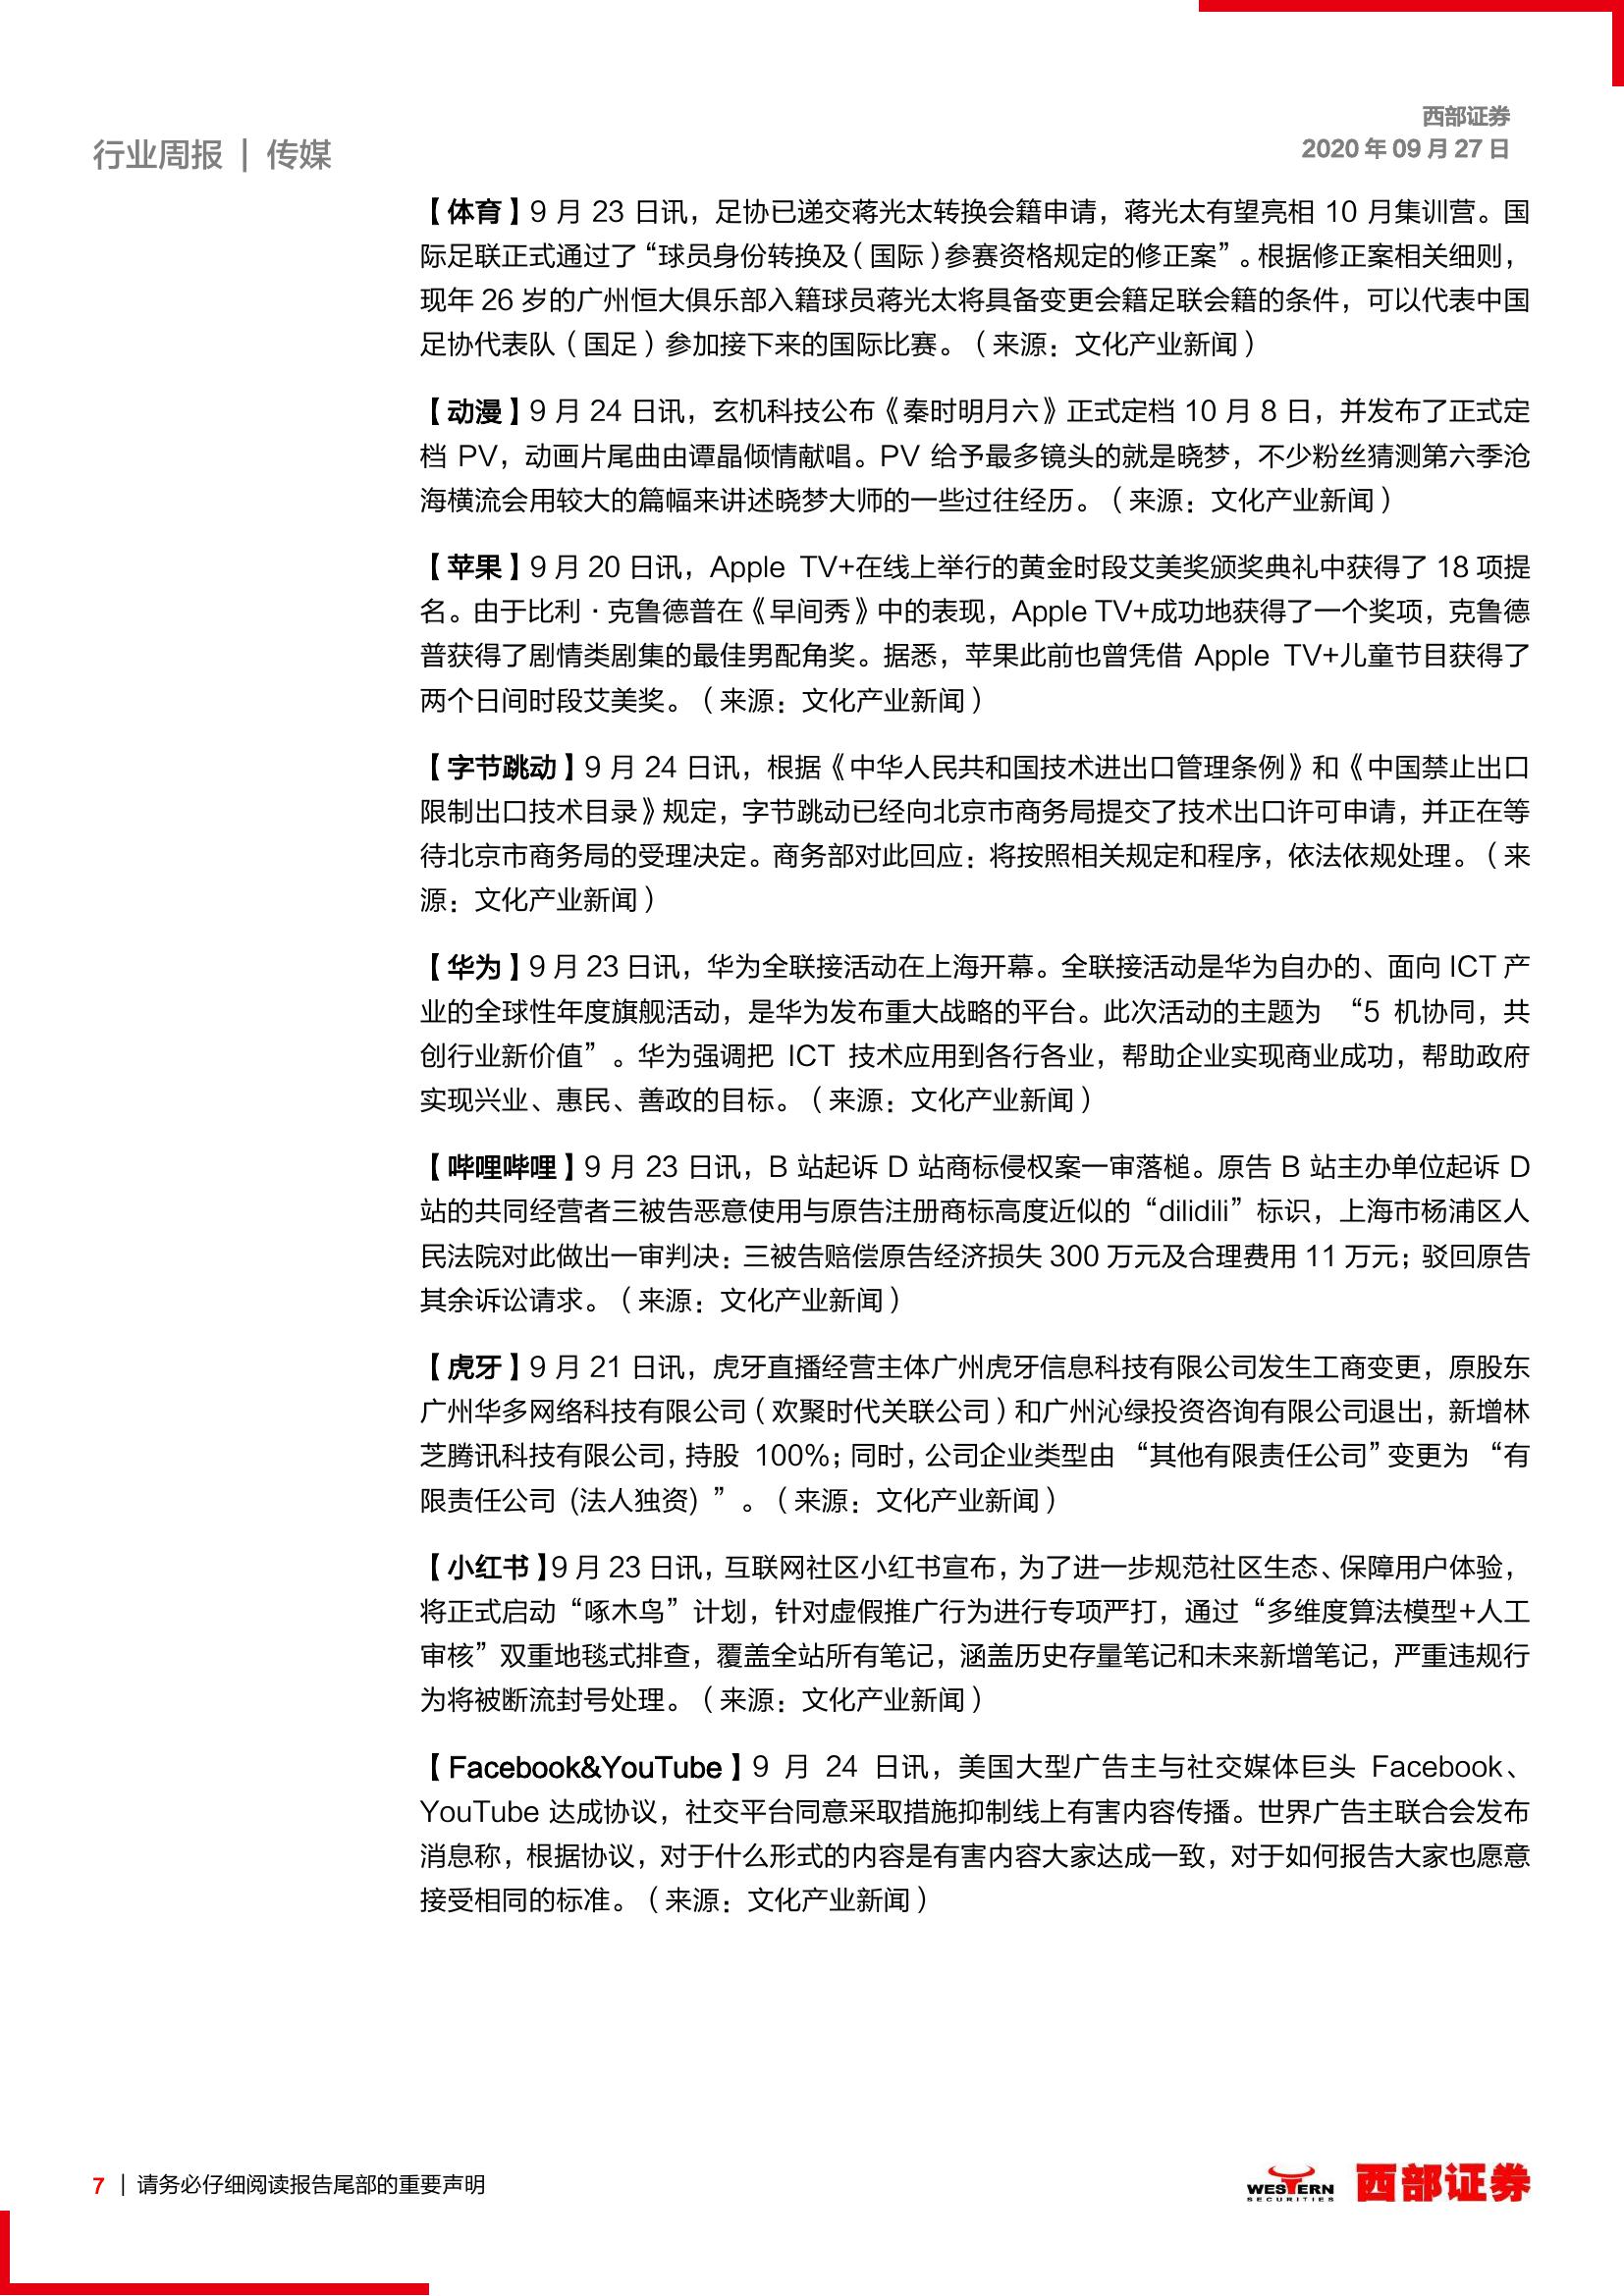 西部证券
行业周报 | 传媒
2020 年 09 月 27 日
【体育】9 月 23 日讯，足协已递交蒋光太转换会籍申请，蒋光太有望亮相 10 月集训营。国
际足联正式通过了“球员身份转换及（国际）参赛资格规定的修正案”。根据修正案相关细则，
现年 26 岁的广州恒大俱乐部入籍球员蒋光太将具备变更会籍足联会籍的条件，可以代表中国
足协代表队（国足）参加接下来的国际比赛。（来源：文化产业新闻）
【动漫】9 月 24 日讯，玄机科技公布《秦时明月六》正式定档 10 月 8 日，并发布了正式定
档 PV，动画片尾曲由谭晶倾情献唱。PV 给予最多镜头的就是晓梦，不少粉丝猜测第六季沧
海横流会用较大的篇幅来讲述晓梦大师的一些过往经历。（来源：文化产业新闻）
【苹果】9 月 20 日讯，Apple TV+在线上举行的黄金时段艾美奖颁奖典礼中获得了 18 项提
名。由于比利·克鲁德普在《早间秀》中的表现，Apple TV+成功地获得了一个奖项，克鲁德
普获得了剧情类剧集的最佳男配角奖。据悉，苹果此前也曾凭借 Apple TV+儿童节目获得了
两个日间时段艾美奖。（来源：文化产业新闻）
【字节跳动】9 月 24 日讯，根据《中华人民共和国技术进出口管理条例》和《中国禁止出口
限制出口技术目录》规定，字节跳动已经向北京市商务局提交了技术出口许可申请，并正在等
待北京市商务局的受理决定。商务部对此回应：将按照相关规定和程序，依法依规处理。（来
源：文化产业新闻）
【华为】9 月 23 日讯，华为全联接活动在上海开幕。全联接活动是华为自办的、面向 ICT 产
业的全球性年度旗舰活动，是华为发布重大战略的平台。此次活动的主题为 “5 机协同，共
创行业新价值”。华为强调把 ICT 技术应用到各行各业，帮助企业实现商业成功，帮助政府
实现兴业、惠民、善政的目标。（来源：文化产业新闻）
【哔哩哔哩】9 月 23 日讯，B 站起诉 D 站商标侵权案一审落槌。原告 B 站主办单位起诉 D
站的共同经营者三被告恶意使用与原告注册商标高度近似的“dilidili”标识，上海市杨浦区人
民法院对此做出一审判决：三被告赔偿原告经济损失 300 万元及合理费用 11 万元；驳回原告
其余诉讼请求。（来源：文化产业新闻）
【虎牙】9 月 21 日讯，虎牙直播经营主体广州虎牙信息科技有限公司发生工商变更，原股东
广州华多网络科技有限公司（欢聚时代关联公司）和广州沁绿投资咨询有限公司退出，新增林
芝腾讯科技有限公司，持股 100%；同时，公司企业类型由 “其他有限责任公司”变更为 “有
限责任公司 (法人独资) ”。（来源：文化产业新闻）
【小红书】9 月 23 日讯，互联网社区小红书宣布，为了进一步规范社区生态、保障用户体验，
将正式启动“啄木鸟”计划，针对虚假推广行为进行专项严打，通过“多维度算法模型+人工
审核”双重地毯式排查，覆盖全站所有笔记，涵盖历史存量笔记和未来新增笔记，严重违规行
为将被断流封号处理。（来源：文化产业新闻）
【Facebook&YouTube】9 月 24 日讯，美国大型广告主与社交媒体巨头 Facebook、
YouTube 达成协议，社交平台同意采取措施抑制线上有害内容传播。世界广告主联合会发布
消息称，根据协议，对于什么形式的内容是有害内容大家达成一致，对于如何报告大家也愿意
接受相同的标准。（来源：文化产业新闻）
7 | 请务必仔细阅读报告尾部的重要声明
WESTERN
SECURITIES
西部证券